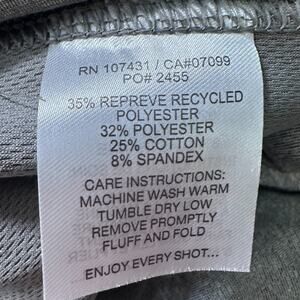 RN 107431 / CA#07099
PO# 2455
35% REPREVE RECYCLED
POLYESTER
32% POLYESTER
25% COTTON
8% SPANDEX
CARE INSTRUCTIONS:
MACHINE WASH WARM
TUMBLE DRY LOW
REMOVE PROMPTLY
FLUFF AND FOLD
...ENJOY EVERY SHOT...